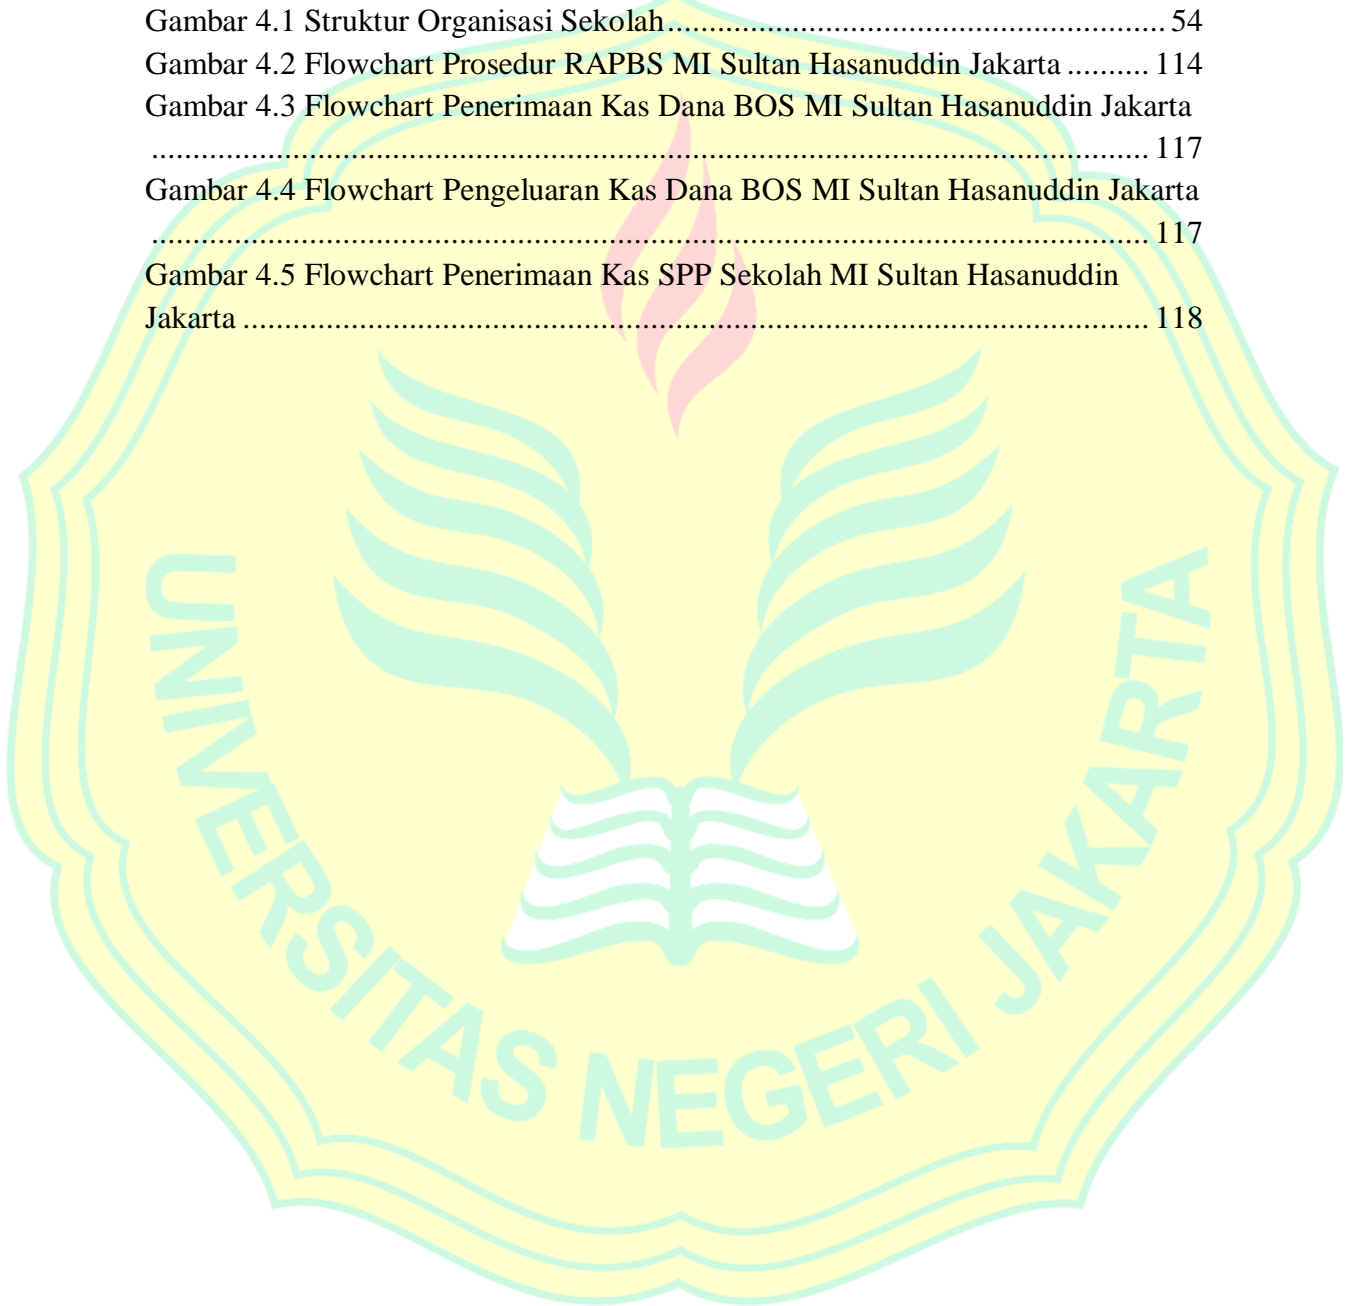 Gambar 4.1 Struktur Organisasi Sekolah............................................................. 54
Gambar 4.2 Flowchart Prosedur RAPBS MI Sultan Hasanuddin Jakarta .......... 114
Gambar 4.3 Flowchart Penerimaan Kas Dana BOS MI Sultan Hasanuddin Jakarta
.......................................................................................................................... 117
Gambar 4.4 Flowchart Pengeluaran Kas Dana BOS MI Sultan Hasanuddin Jakarta
.......................................................................................................................... 117
Gambar 4.5 Flowchart Penerimaan Kas SPP Sekolah MI Sultan Hasanuddin
Jakarta ............................................................................................................... 118
UNIVERSITAS NEGERI JAKARTA